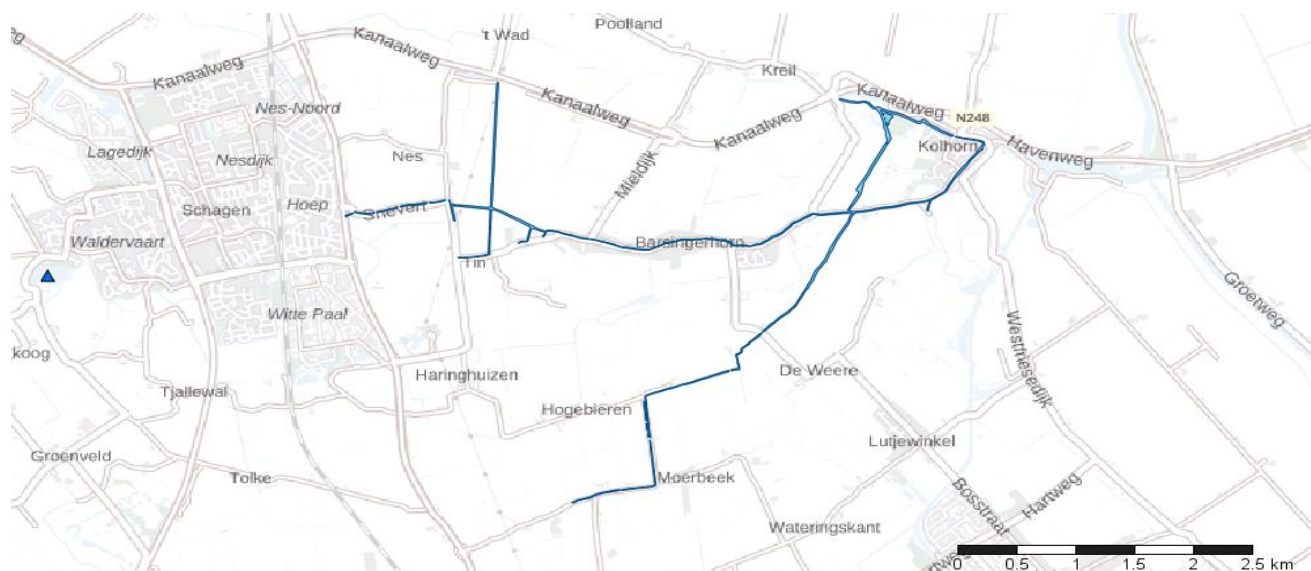 Poolland
't Wad
Kanaalweg
Kanaalweg
Kreil
Kanaalweg
Kanaalweg
Kanaalweg
Nes-Noord
N248
Kolhorn
Havenweg
Lagedijk
Nesdijk
Nes
Mieldijk
Schagen
Hoep
Snevert
Waldervaart
Barsingerhorn
Tin
Groetweg
Witte Paal
Westfriesedijk
koog
Haringhuizen
De Weere
Tjallewal
Hogebieren
Lutjewinkel
Groenveld
Tolke
Moerbeek
Bosstraat
Hartweg
Wateringskant
0 0.5 1 1.5 2 2.5 km